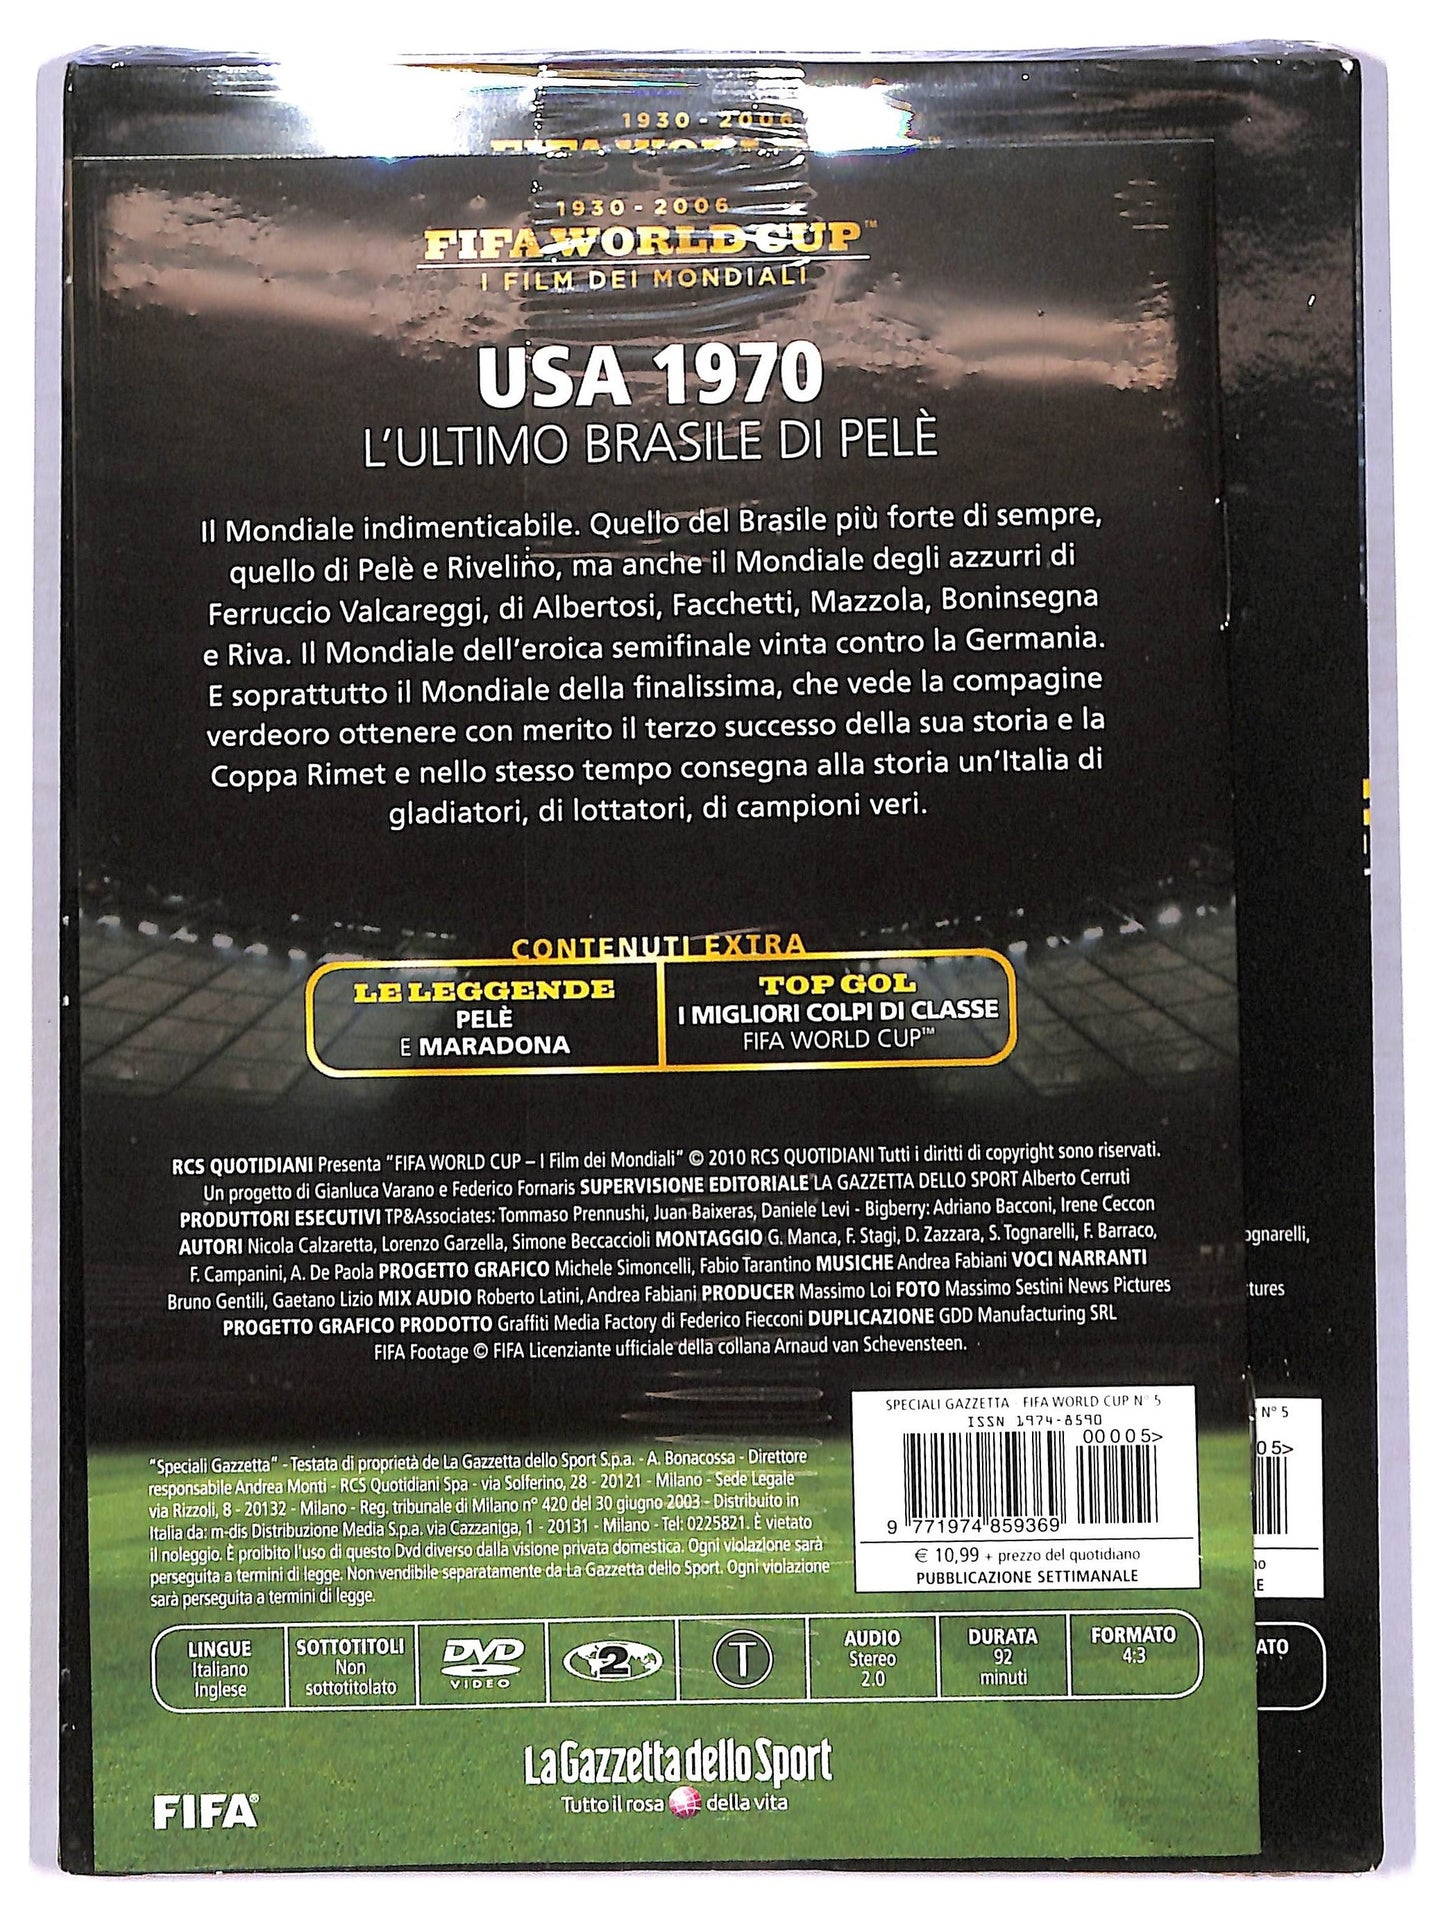 1930 - 2006
1930 - 2006
FIFA WORLD CUP™
I FILM DEI MONDIALI
USA 1970
L'ULTIMO BRASILE DI PELÈ
Il Mondiale indimenticabile. Quello del Brasile più forte di sempre,
quello di Pelè e Rivelino, ma anche il Mondiale degli azzurri di
Ferruccio Valcareggi, di Albertosi, Facchetti, Mazzola, Boninsegna
e Riva. Il Mondiale dell'eroica semifinale vinta contro la Germania.
E soprattutto il Mondiale della finalissima, che vede la compagine
verdeoro ottenere con merito il terzo successo della sua storia e la
Coppa Rimet e nello stesso tempo consegna alla storia un'Italia di
gladiatori, di lottatori, di campioni veri.
CONTENUTI EXTRA
LE LEGGENDE
PELÈ
E MARADONA
TOP GOL
I MIGLIORI COLPI DI CLASSE
FIFA WORLD CUP™
RCS QUOTIDIANI Presenta "FIFA WORLD CUP – I Film dei Mondiali" © 2010 RCS QUOTIDIANI Tutti i diritti di copyright sono riservati.
Un progetto di Gianluca Varano e Federico Fornaris SUPERVISIONE EDITORIALE LA GAZZETTA DELLO SPORT Alberto Cerruti
PRODUTTORI ESECUTIVI TP&Associates: Tommaso Prennushi, Juan Baixeras, Daniele Levi - Bigberry: Adriano Bacconi, Irene Ceccon
AUTORI Nicola Calzaretta, Lorenzo Garzella, Simone Beccaccioli MONTAGGIO G. Manca, F. Stagi, D. Zazzara, S. Tognarelli, F. Barraco,
F. Campanini, A. De Paola PROGETTO GRAFICO Michele Simoncelli, Fabio Tarantino MUSICHE Andrea Fabiani VOCI NARRANTI
Bruno Gentili, Gaetano Lizio MIX AUDIO Roberto Latini, Andrea Fabiani PRODUCER Massimo Loi FOTO Massimo Sestini News Pictures
PROGETTO GRAFICO PRODOTTO Graffiti Media Factory di Federico Fiecconi DUPLICAZIONE GDD Manufacturing SRL
FIFA Footage © FIFA Licenziante ufficiale della collana Arnaud van Schevensteen.
ognarelli,
tures
SPECIALI GAZZETTA - FIFA WORLD CUP N° 5
ISSN 1974-8590
00005>
9 771974 859369
€ 10,99 + prezzo del quotidiano
PUBBLICAZIONE SETTIMANALE
N° 5
05>
"Speciali Gazzetta" - Testata di proprietà de La Gazzetta dello Sport S.p.a. - A. Bonacossa - Direttore
responsabile Andrea Monti - RCS Quotidiani Spa - via Solferino, 28 - 20121 - Milano - Sede Legale
via Rizzoli, 8 - 20132 - Milano - Reg. tribunale di Milano n° 420 del 30 giugno 2003 - Distribuito in
Italia da: m-dis Distribuzione Media S.p.a. via Cazzaniga, 1 - 20131 - Milano - Tel: 0225821. È vietato
il noleggio. È proibito l'uso di questo Dvd diverso dalla visione privata domestica. Ogni violazione sarà
perseguita a termini di legge. Non vendibile separatamente da La Gazzetta dello Sport. Ogni violazione
sarà perseguita a termini di legge.
LINGUE
Italiano
Inglese
SOTTOTITOLI
Non
sottotitolato
DVD
VIDEO
2
T
AUDIO
Stereo
2.0
DURATA
92
minuti
FORMATO
4:3
ATO
La Gazzetta dello Sport
Tutto il rosa della vita
FIFA®